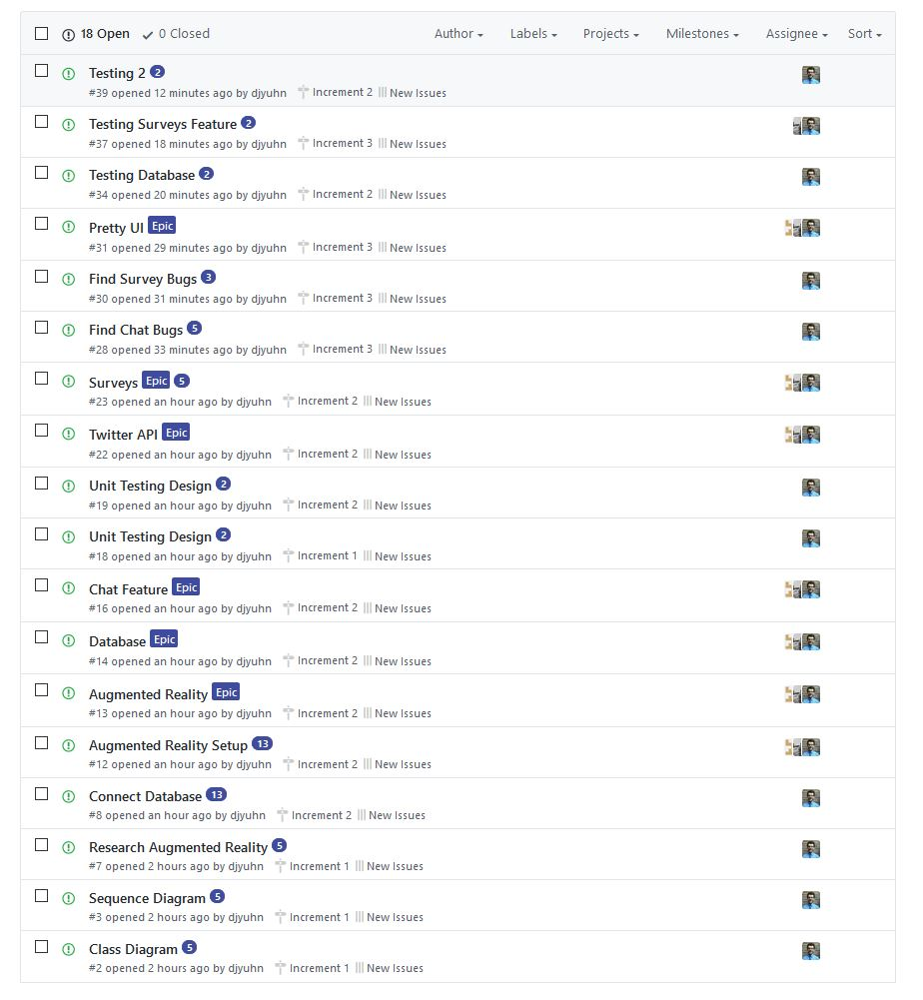 18 Open 0 Closed Author Labels Projects Milestones Assignee Sort
Testing 2 2
#39 opened 12 minutes ago by djyuhn Increment 2 New Issues
Testing Surveys Feature 2
#37 opened 18 minutes ago by djyuhn Increment 3 New Issues
Testing Database 2
#34 opened 20 minutes ago by djyuhn Increment 2 New Issues
Pretty UI Epic
#31 opened 29 minutes ago by djyuhn Increment 3 New Issues
Find Survey Bugs 3
#30 opened 31 minutes ago by djyuhn Increment 3 New Issues
Find Chat Bugs 5
#28 opened 33 minutes ago by djyuhn Increment 3 New Issues
Surveys Epic 5
#23 opened an hour ago by djyuhn Increment 2 New Issues
Twitter API Epic
#22 opened an hour ago by djyuhn Increment 2 New Issues
Unit Testing Design 2
#19 opened an hour ago by djyuhn Increment 2 New Issues
Unit Testing Design 2
#18 opened an hour ago by djyuhn Increment 1 New Issues
Chat Feature Epic
#16 opened an hour ago by djyuhn Increment 2 New Issues
Database Epic
#14 opened an hour ago by djyuhn Increment 2 New Issues
Augmented Reality Epic
#13 opened an hour ago by djyuhn Increment 2 New Issues
Augmented Reality Setup 13
#12 opened an hour ago by djyuhn Increment 2 New Issues
Connect Database 13
#8 opened an hour ago by djyuhn Increment 2 New Issues
Research Augmented Reality 5
#7 opened 2 hours ago by djyuhn Increment 1 New Issues
Sequence Diagram 5
#3 opened 2 hours ago by djyuhn Increment 1 New Issues
Class Diagram 5
#2 opened 2 hours ago by djyuhn Increment 1 New Issues